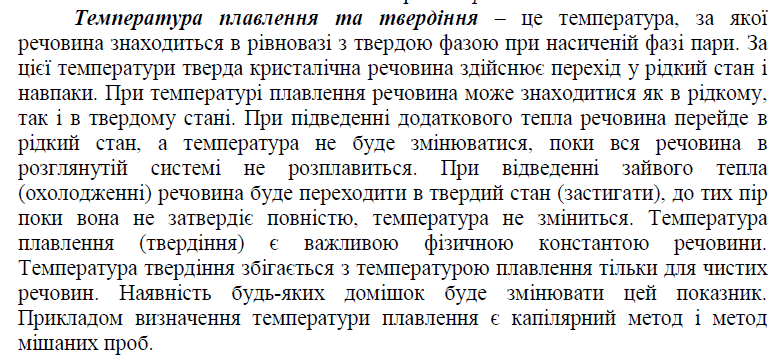 Температура плавлення та твердіння – це температура, за якої
речовина знаходиться в рівновазі з твердою фазою при насиченій фазі пари. За
цієї температури тверда кристалічна речовина здійснює перехід у рідкий стан і
навпаки. При температурі плавлення речовина може знаходитися як в рідкому,
так і в твердому стані. При підведенні додаткового тепла речовина перейде в
рідкий стан, а температура не буде змінюватися, поки вся речовина в
розглянутій системі не розплавиться. При відведенні зайвого тепла
(охолодженні) речовина буде переходити в твердий стан (застигати), до тих пір
поки вона не затвердіє повністю, температура не зміниться. Температура
плавлення (твердіння) є важливою фізичною константою речовини.
Температура твердіння збігається з температурою плавлення тільки для чистих
речовин. Наявність будь-яких домішок буде змінювати цей показник.
Прикладом визначення температури плавлення є капілярний метод і метод
мішаних проб.